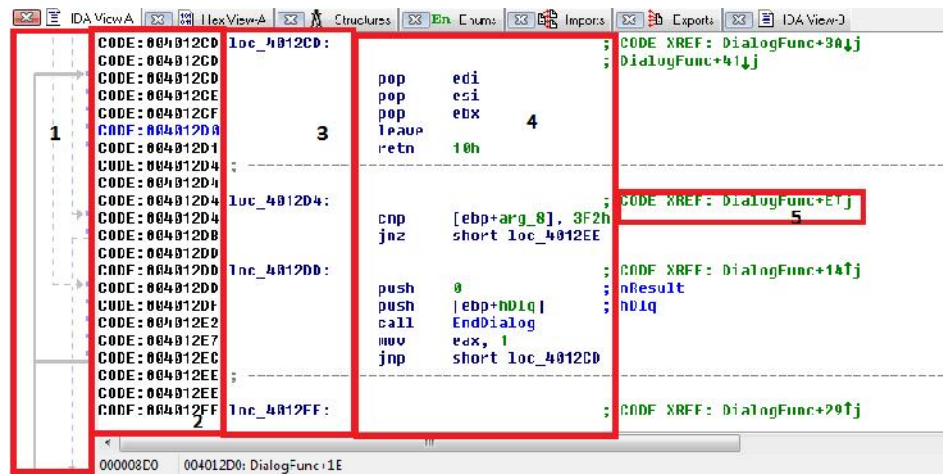 IDA View-A Hex View-A Structures En Enums Imports Exports IDA View-D
CODE:004012CD loc_4012CD: ; CODE XREF: DialogFunc+3A↓j
CODE:004012CD ; DialogFunc+41↓j
CODE:004012CD pop edi
CODE:004012CE pop esi
CODE:004012CF pop ebx
CODE:004012D0 leave
CODE:004012D1 retn 10h
CODE:004012D4 ; ---------------------------------------------------------------------------
CODE:004012D4
CODE:004012D4 loc_4012D4: ; CODE XREF: DialogFunc+E↑j
CODE:004012D4 cmp [ebp+arg_8], 3F2h
CODE:004012DB jnz short loc_4012EE
CODE:004012DD
CODE:004012DD loc_4012DD: ; CODE XREF: DialogFunc+14↑j
CODE:004012DD push 0 ; nResult
CODE:004012DF push [ebp+hDlg] ; hDlg
CODE:004012E2 call EndDialog
CODE:004012E7 mov eax, 1
CODE:004012EC jmp short loc_4012CD
CODE:004012EE ; ---------------------------------------------------------------------------
CODE:004012EE
CODE:004012EE loc_4012EE: ; CODE XREF: DialogFunc+29↑j
1
2
3
4
5
000008D0 004012D0: DialogFunc+1E